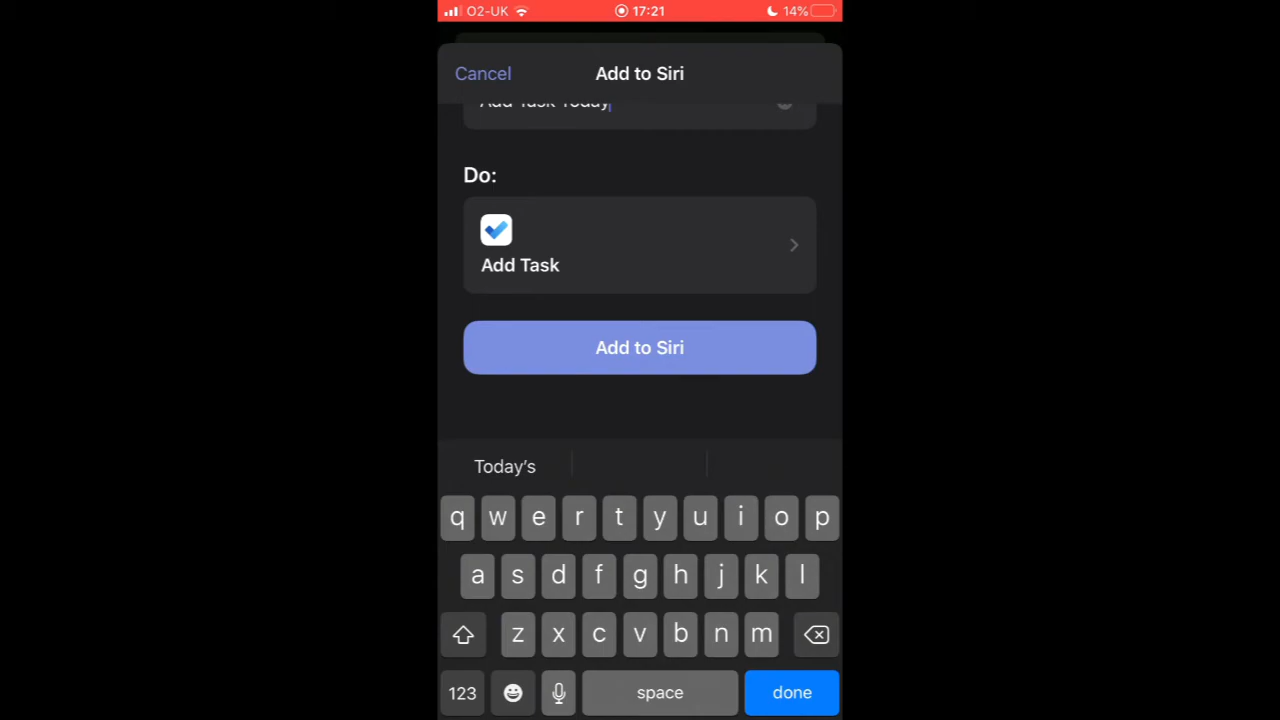 O2-UK 17:21 14%
Cancel Add to Siri
Add Task Today
Do:
Add Task
Add to Siri
Today's
q w e r t y u i o p
a s d f g h j k l
z x c v b n m
123 space done